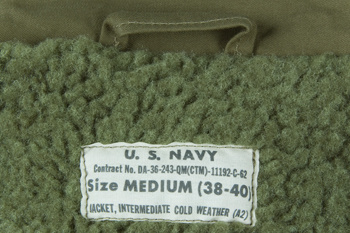 U. S. NAVY
Contract No. DA-36-243-QM(CTM)-11192-C-62
Size MEDIUM (38-40)
JACKET, INTERMEDIATE COLD WEATHER (A2)